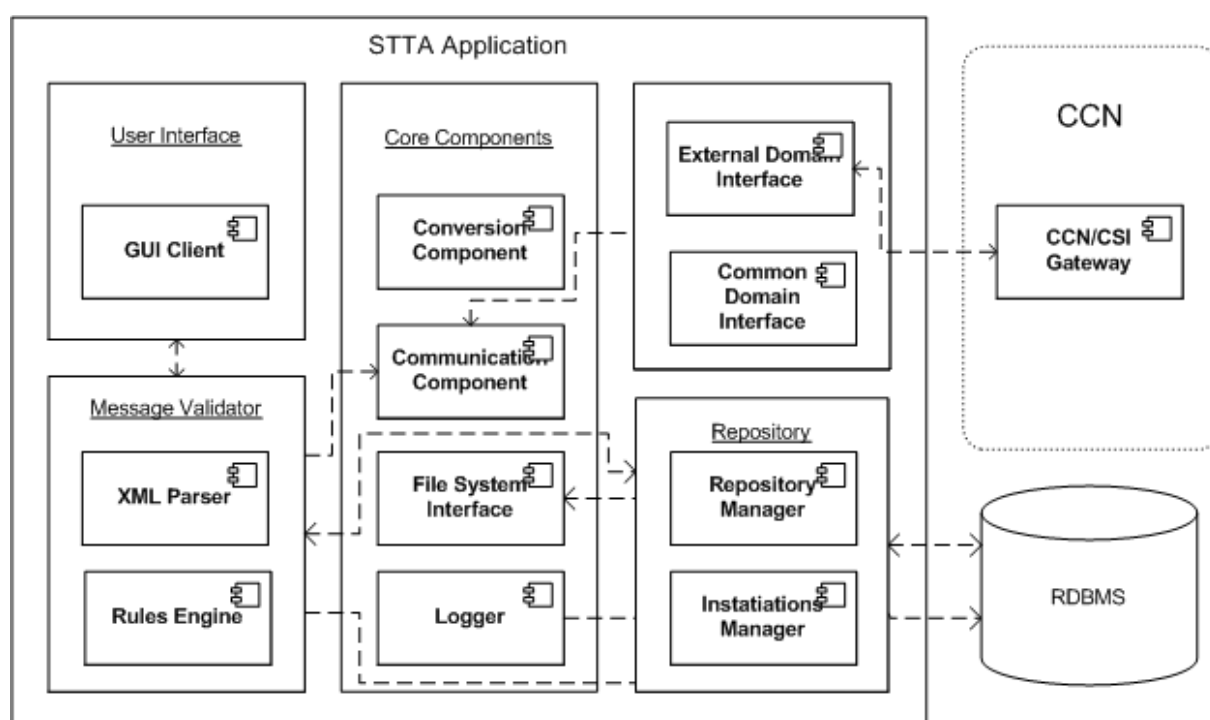 STTA Application
User Interface
GUI Client
Message Validator
XML Parser
Rules Engine
Core Components
Conversion
Component
Communication
Component
File System
Interface
Logger
External Domain
Interface
Common
Domain
Interface
Repository
Repository
Manager
Instatiations
Manager
CCN
CCN/CSI
Gateway
RDBMS